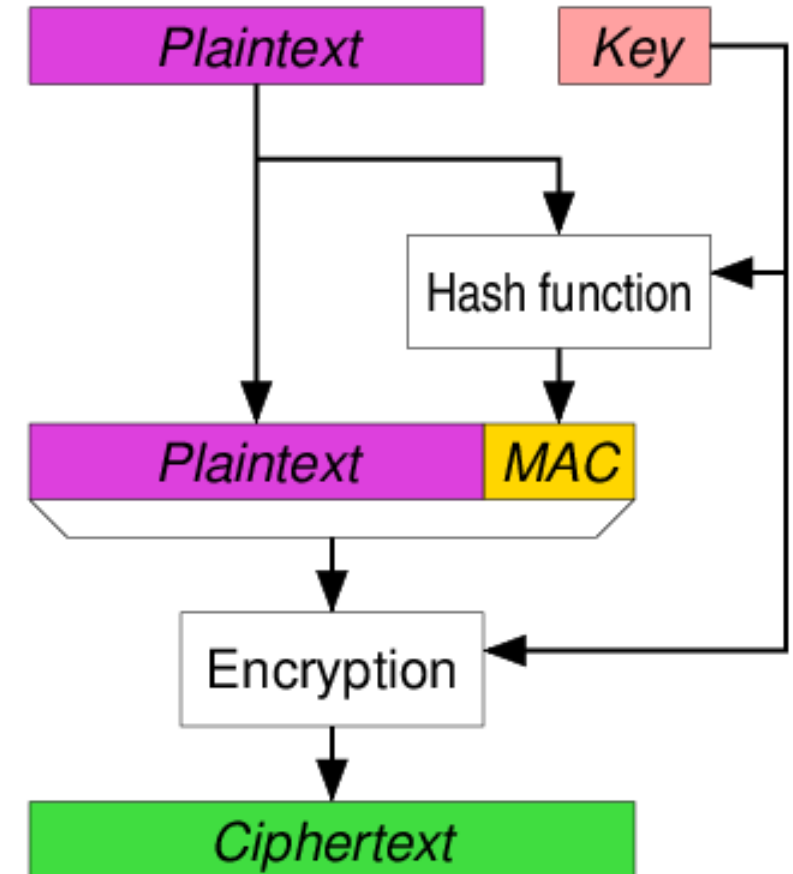 Plaintext
Key
Hash function
Plaintext
MAC
Encryption
Ciphertext